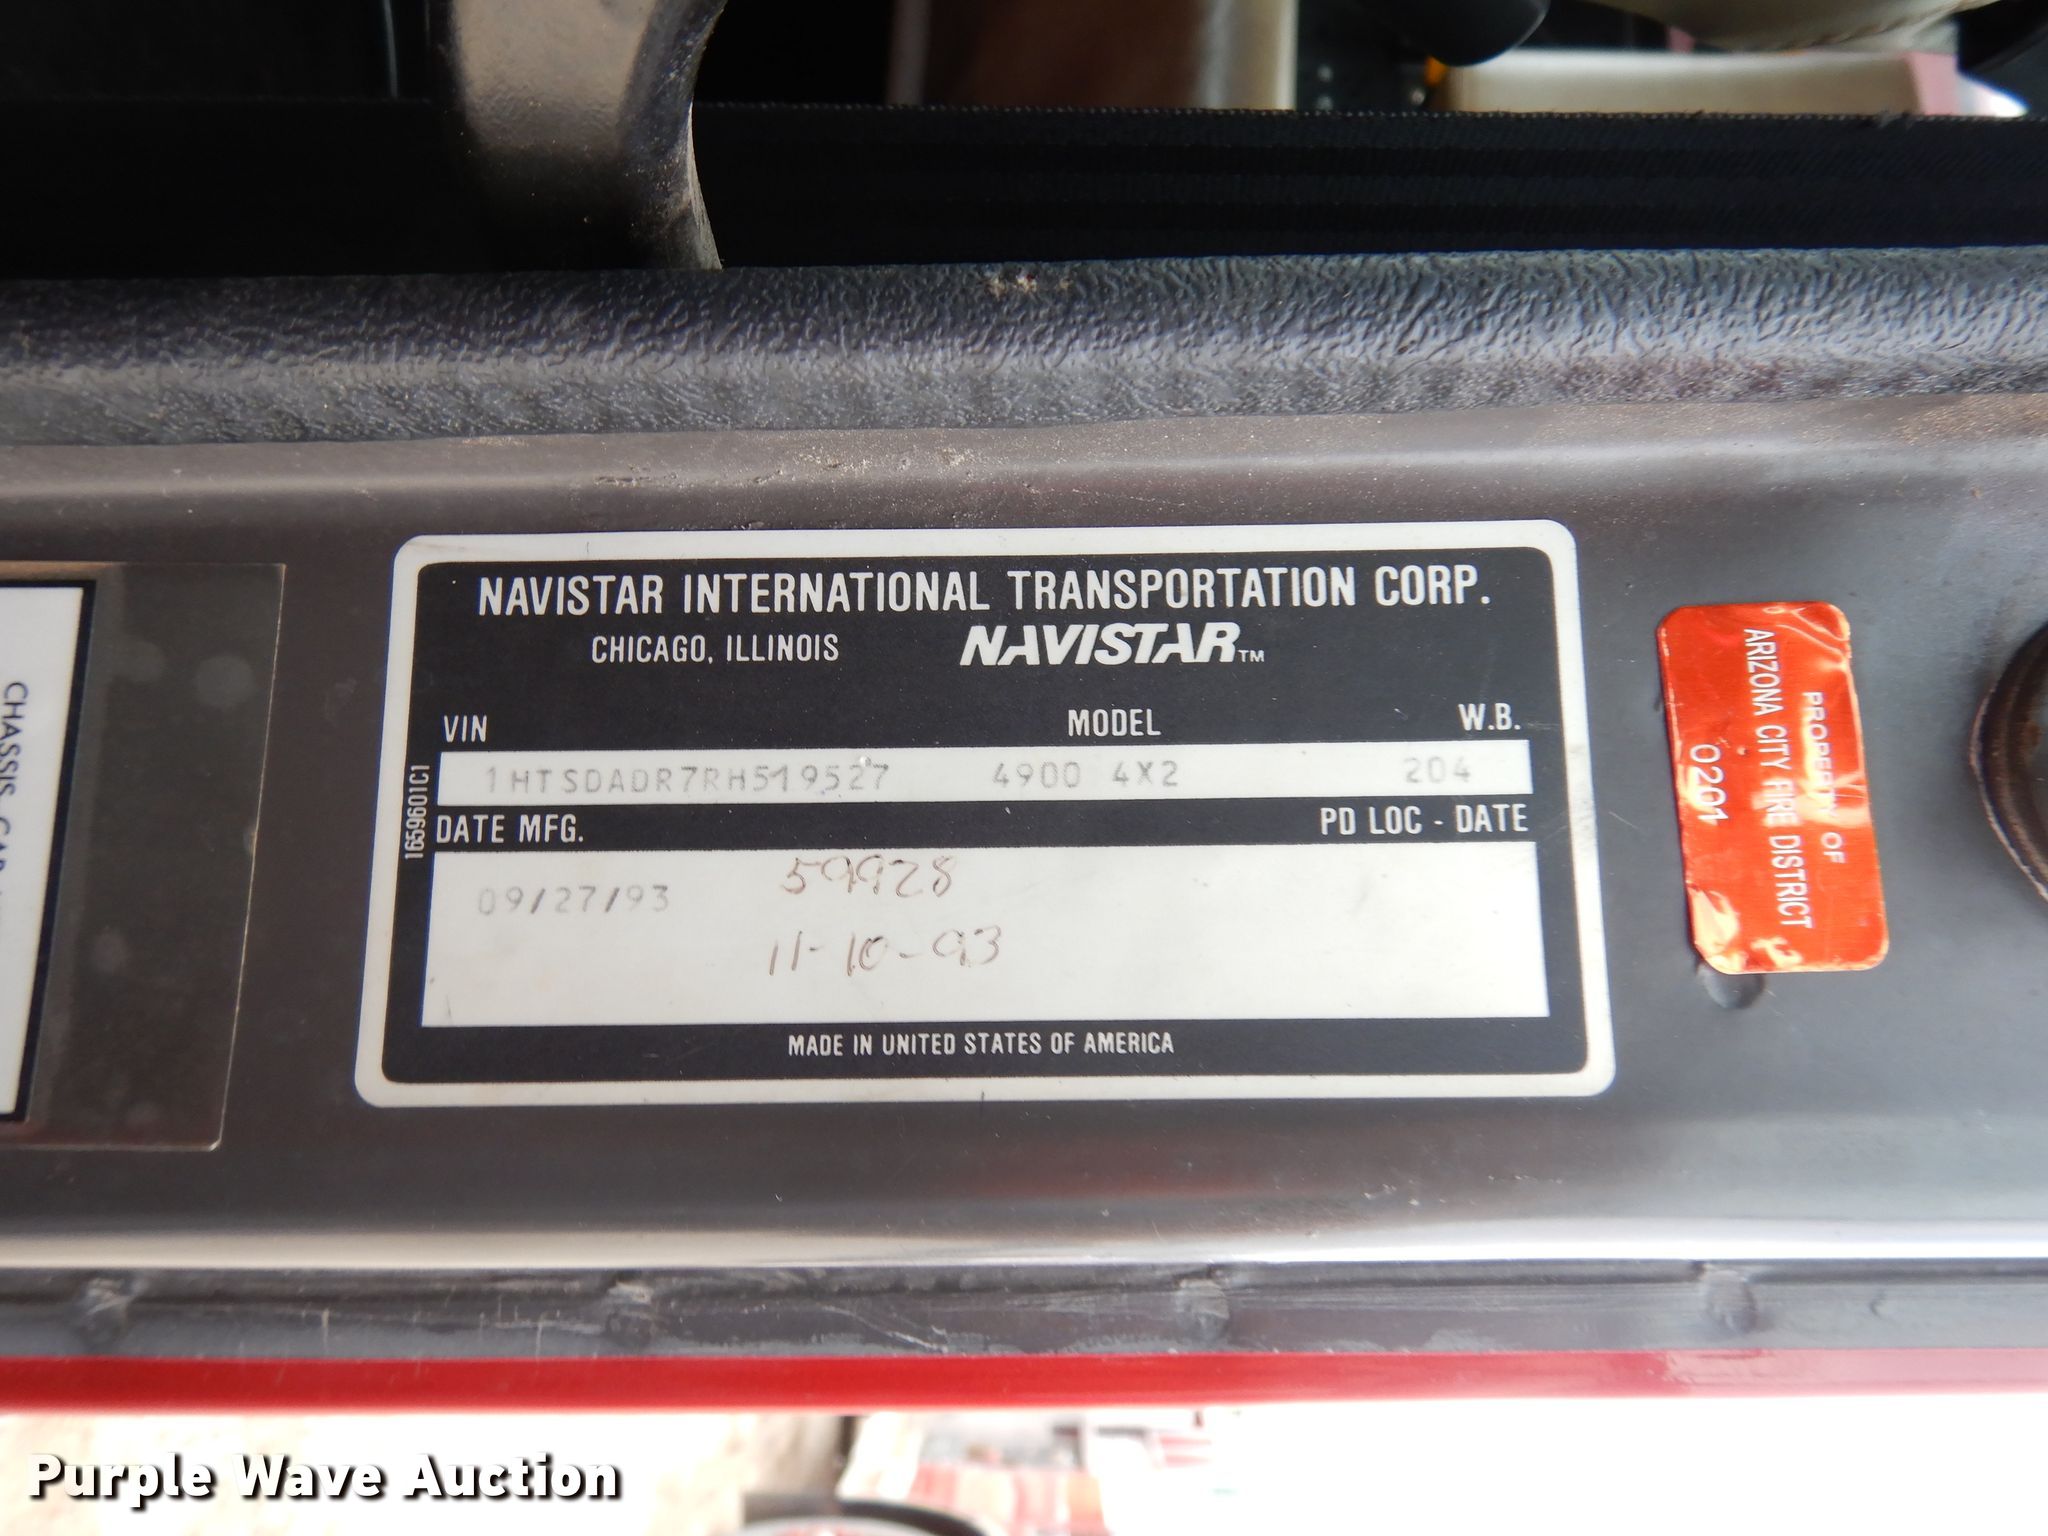 NAVISTAR INTERNATIONAL TRANSPORTATION CORP.
CHICAGO, ILLINOIS NAVISTAR™
VIN MODEL W.B.
1HTSDADR7RH519527 4900 4X2 204
DATE MFG. PD LOC - DATE
09/27/93 59928
11-10-93
MADE IN UNITED STATES OF AMERICA
1659601C1
PROPERTY OF
ARIZONA CITY FIRE DISTRICT
0201
CHASSIS
Purple Wave Auction